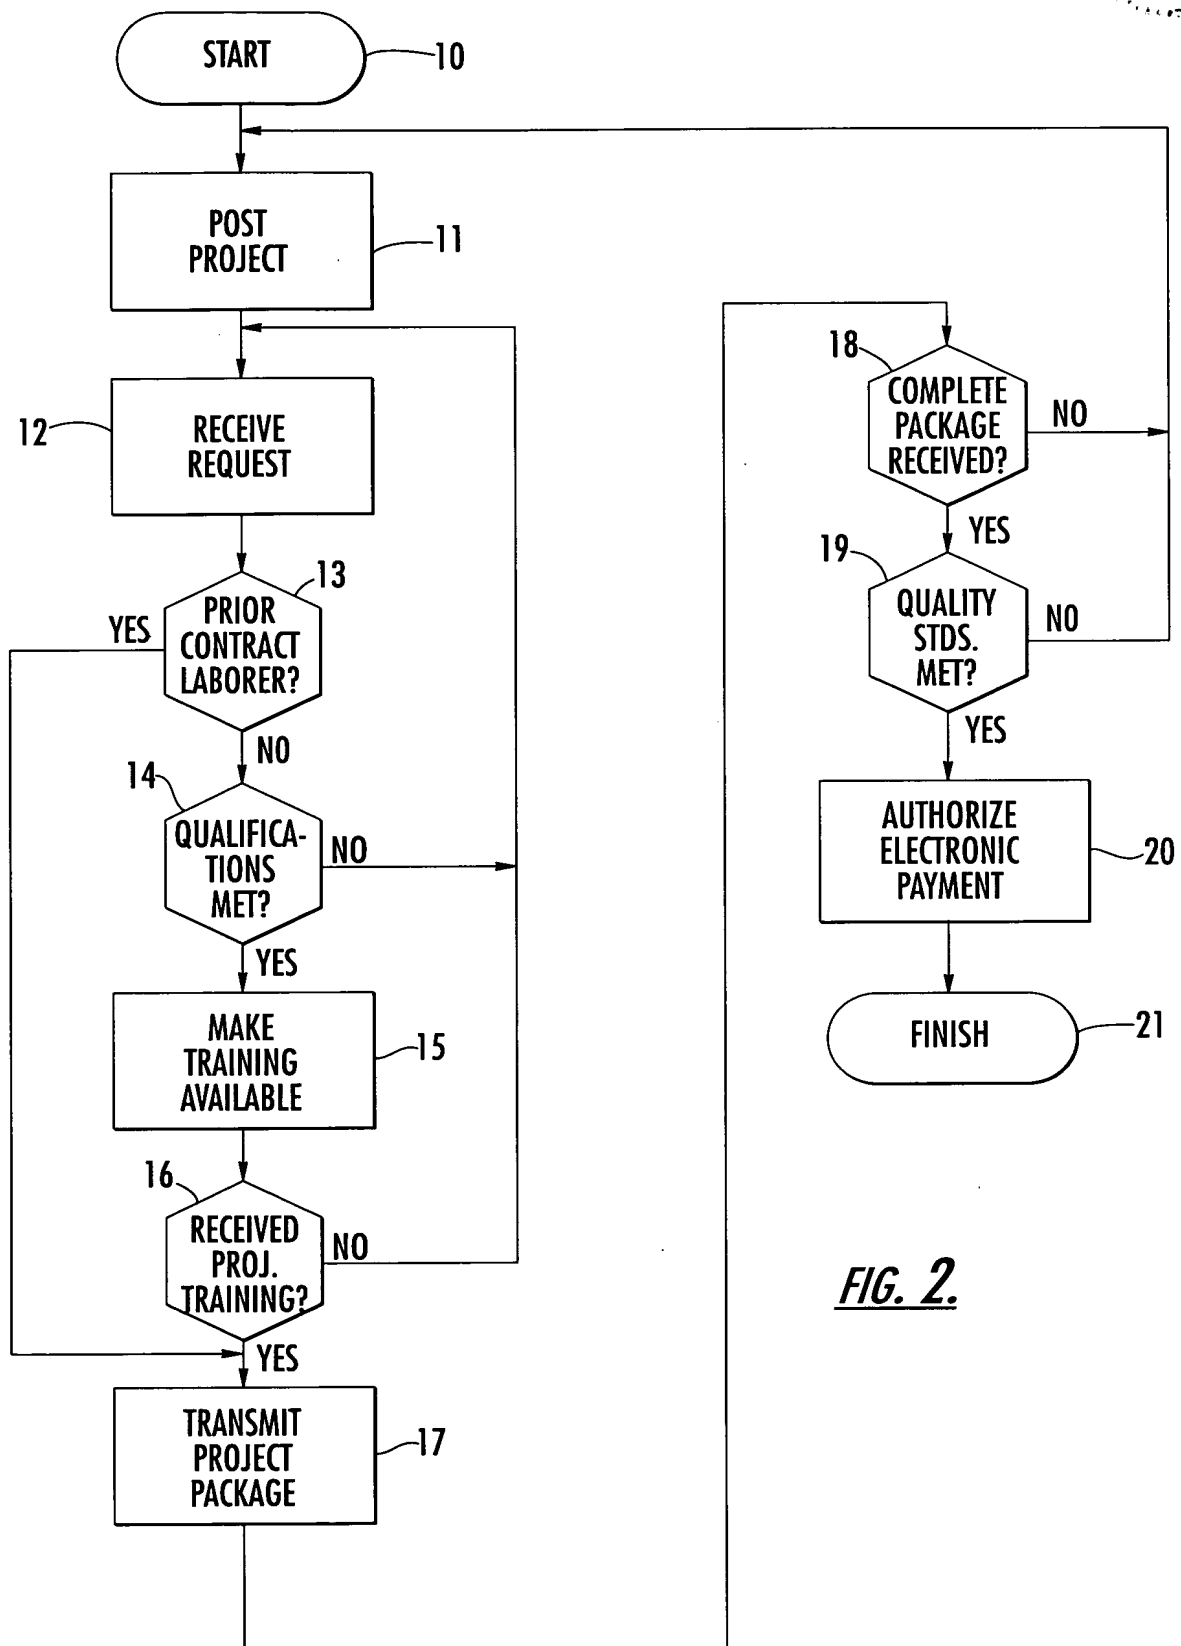 START
10
POST
PROJECT
11
12
RECEIVE
REQUEST
13
PRIOR
CONTRACT
LABORER?
YES
NO
14
QUALIFICA-
TIONS
MET?
NO
YES
MAKE
TRAINING
AVAILABLE
15
16
RECEIVED
PROJ.
TRAINING?
NO
YES
TRANSMIT
PROJECT
PACKAGE
17
18
COMPLETE
PACKAGE
RECEIVED?
NO
YES
19
QUALITY
STDS.
MET?
NO
YES
AUTHORIZE
ELECTRONIC
PAYMENT
20
FINISH
21
FIG. 2.